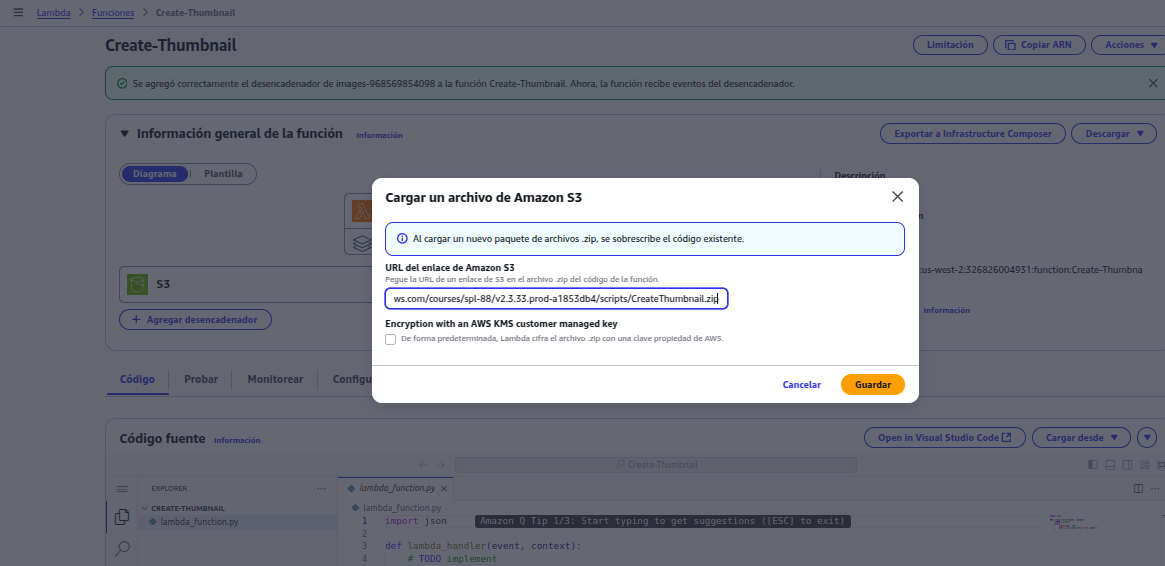 Lambda > Funciones > Create-Thumbnail
Create-Thumbnail
Limitación
Copiar ARN
Acciones
Se agregó correctamente el desencadenador de images-968569854098 a la función Create-Thumbnail. Ahora, la función recibe eventos del desencadenador.
Información general de la función
Información
Exportar a Infrastructure Composer
Descargar
Diagrama
Plantilla
Descripción
Cargar un archivo de Amazon S3
Al cargar un nuevo paquete de archivos .zip, se sobrescribe el código existente.
URL del enlace de Amazon S3
Pegue la URL de un enlace de S3 en el archivo .zip del código de la función.
ws.com/courses/spl-88/v2.3.33.prod-a1853db4/scripts/CreateThumbnail.zip
Encryption with an AWS KMS customer managed key
De forma predeterminada, Lambda cifra el archivo .zip con una clave propiedad de AWS.
Cancelar
Guardar
S3
Agregar desencadenador
us-west-2:326826004931:function:Create-Thumbna
Información
Código
Probar
Monitorear
Configu
Código fuente
Información
Open in Visual Studio Code
Cargar desde
Create-Thumbnail
EXPLORER
CREATE-THUMBNAIL
lambda_function.py
lambda_function.py
lambda_function.py
1 import json
Amazon Q Tip 1/3: Start typing to get suggestions ([ESC] to exit)
2
3 def lambda_handler(event, context):
4 # TODO implement